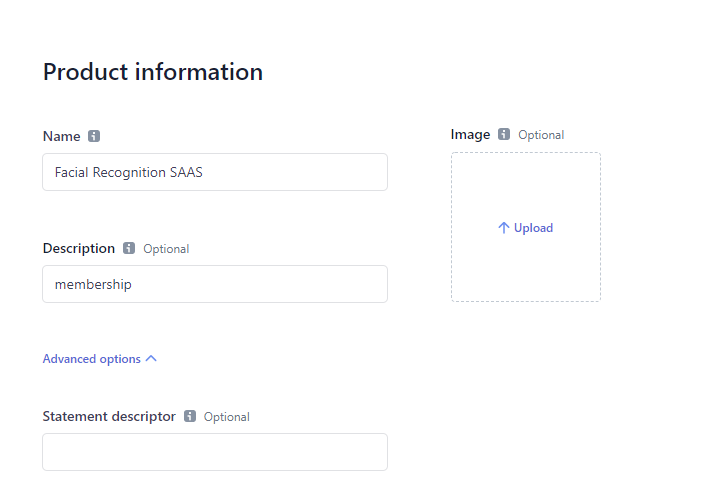 Product information
Name
Facial Recognition SAAS
Image Optional
Upload
Description Optional
membership
Advanced options
Statement descriptor Optional